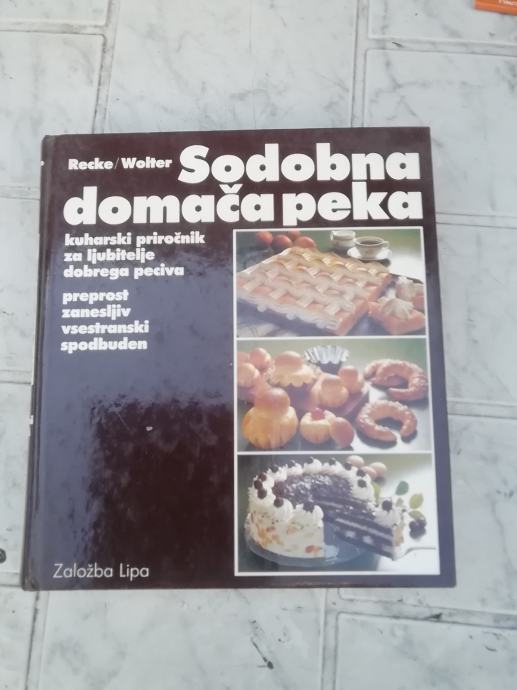 Recke/Wolter Sodobna
domača peka
kuharski priročnik
za ljubitelje
dobrega peciva
preprost
zanesljiv
vsestranski
spodbuden
Založba Lipa